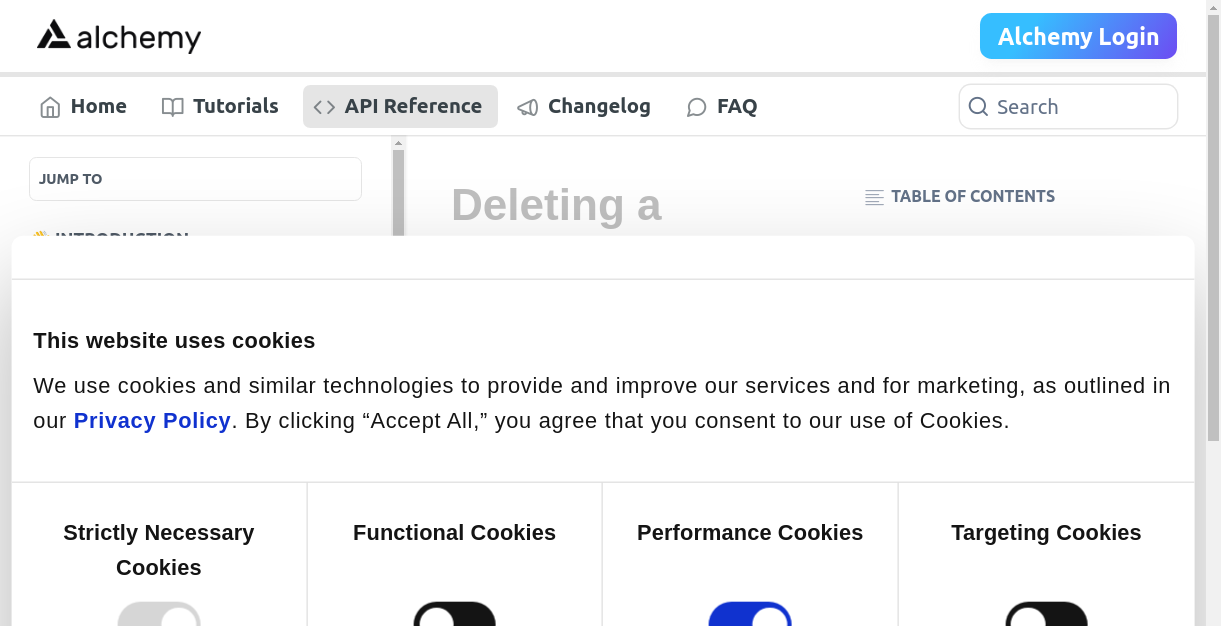 alchemy
Alchemy Login
Home
Tutorials
API Reference
Changelog
FAQ
Search
JUMP TO
Deleting a
TABLE OF CONTENTS
INTRODUCTION
This website uses cookies
We use cookies and similar technologies to provide and improve our services and for marketing, as outlined in
our Privacy Policy. By clicking “Accept All,” you agree that you consent to our use of Cookies.
Strictly Necessary
Cookies
Functional Cookies
Performance Cookies
Targeting Cookies